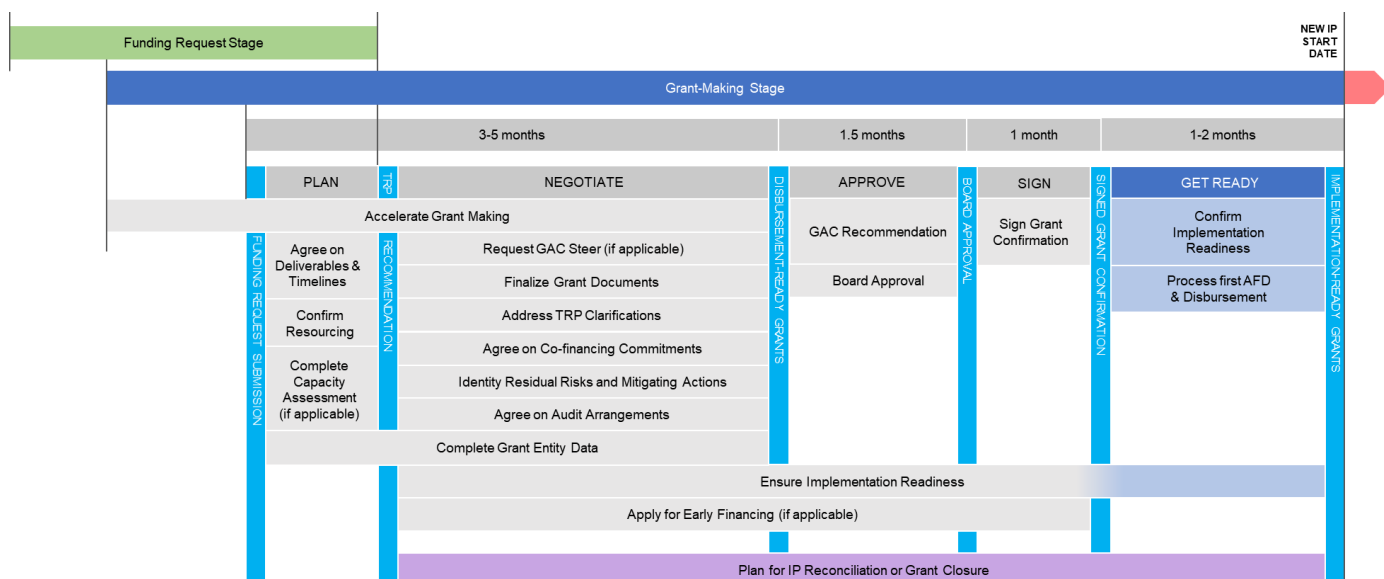 Funding Request Stage
NEW IP
START
DATE
Grant-Making Stage
3-5 months
1.5 months
1 month
1-2 months
FUNDING REQUEST SUBMISSION
PLAN
TRP RECOMMENDATION
NEGOTIATE
DISBURSEMENT-READY GRANTS
APPROVE
BOARD APPROVAL
SIGN
SIGNED GRANT CONFIRMATION
GET READY
IMPLEMENTATION-READY GRANTS
Accelerate Grant Making
Agree on
Deliverables &
Timelines
Confirm
Resourcing
Complete
Capacity
Assessment
(if applicable)
Request GAC Steer (if applicable)
Finalize Grant Documents
Address TRP Clarifications
Agree on Co-financing Commitments
Identity Residual Risks and Mitigating Actions
Agree on Audit Arrangements
Complete Grant Entity Data
GAC Recommendation
Board Approval
Sign Grant
Confirmation
Confirm
Implementation
Readiness
Process first AFD
& Disbursement
Ensure Implementation Readiness
Apply for Early Financing (if applicable)
Plan for IP Reconciliation or Grant Closure